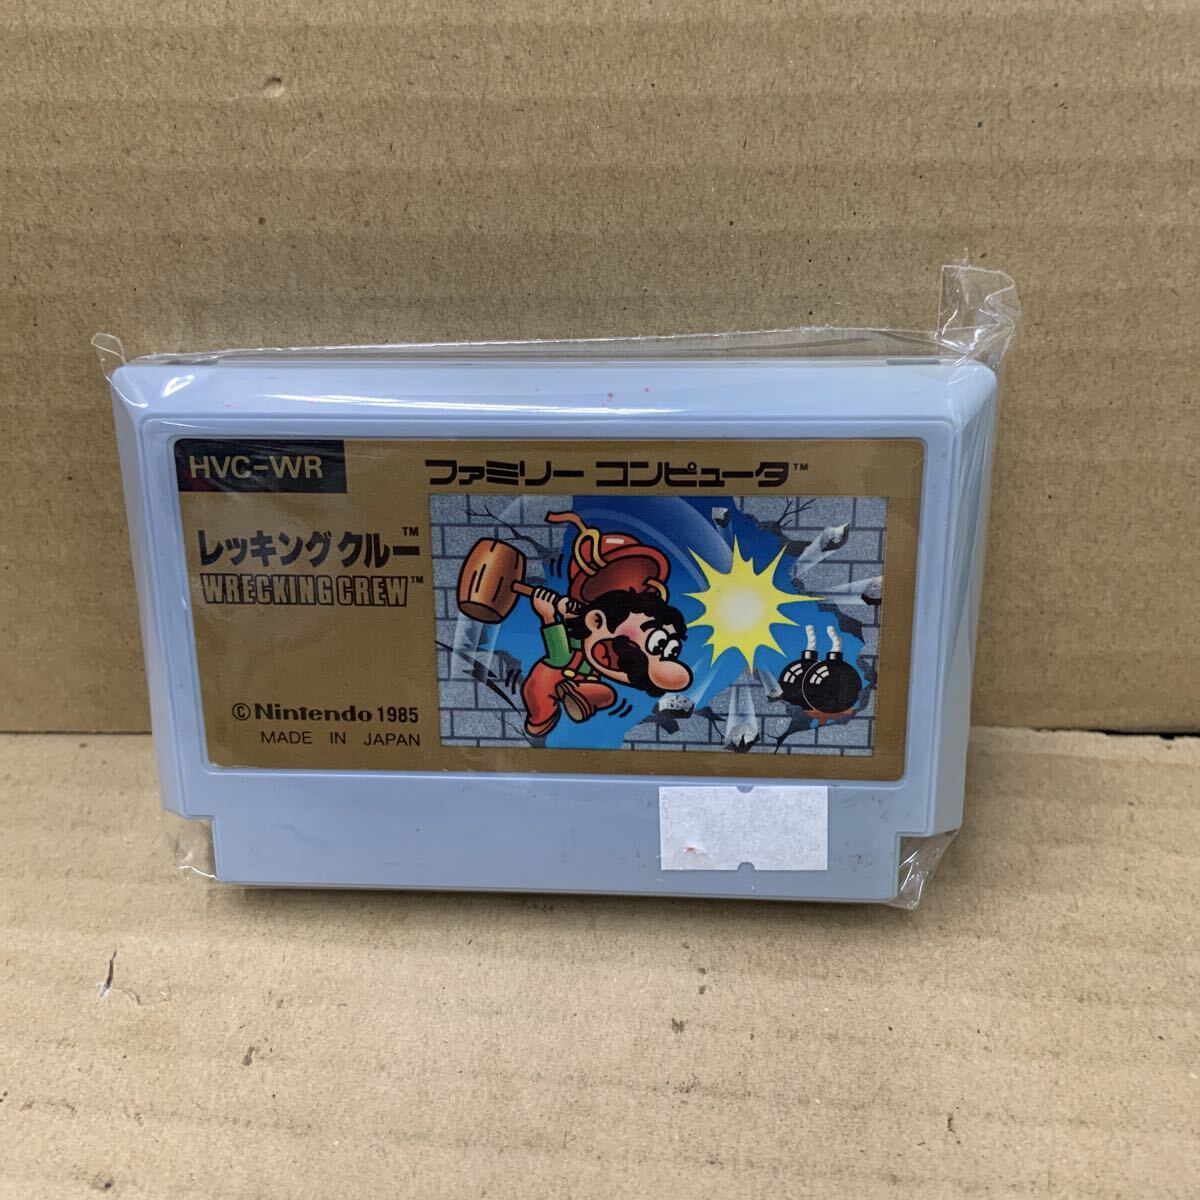 HVC-WR
ファミリー コンピュータ™
レッキングクルー™
WRECKING CREW™
© Nintendo 1985
MADE IN JAPAN